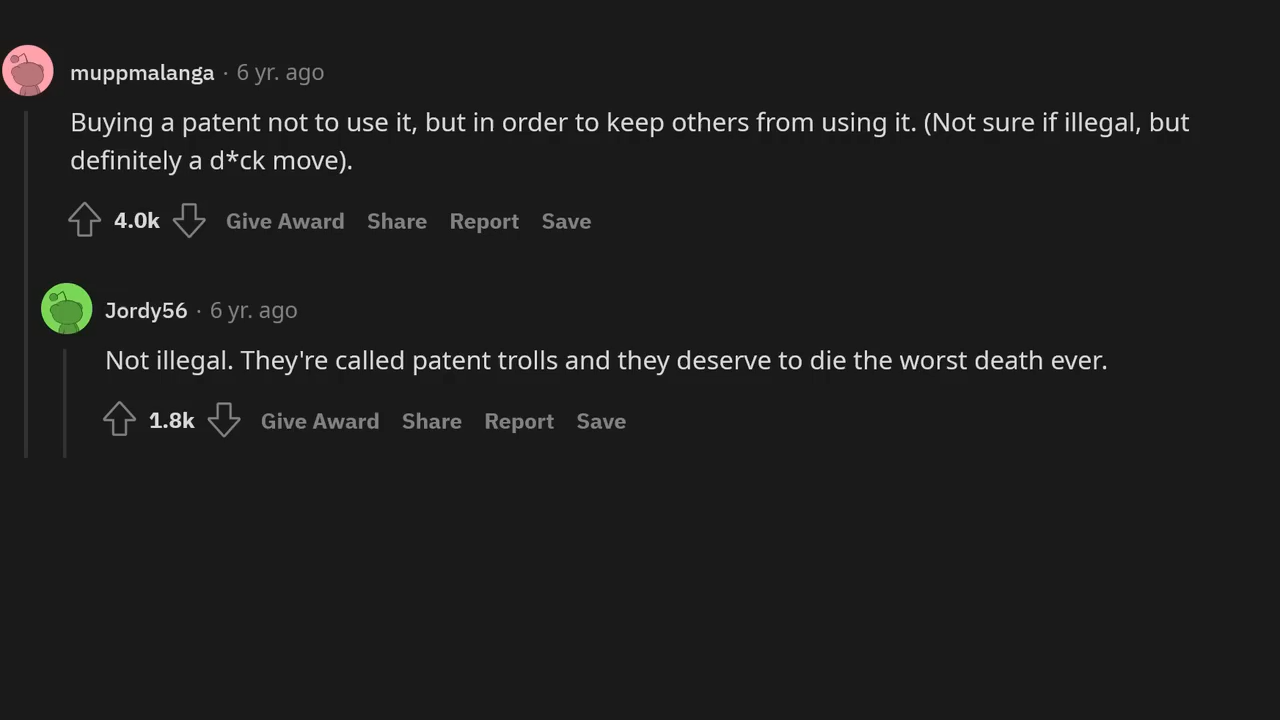 muppmalanga · 6 yr. ago
Buying a patent not to use it, but in order to keep others from using it. (Not sure if illegal, but
definitely a d*ck move).
4.0k Give Award Share Report Save
Jordy56 · 6 yr. ago
Not illegal. They're called patent trolls and they deserve to die the worst death ever.
1.8k Give Award Share Report Save